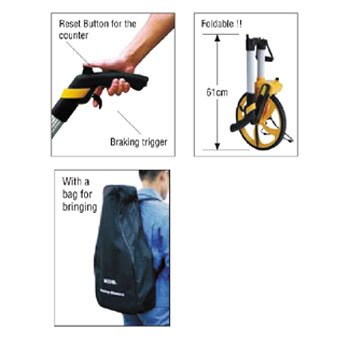 Reset Button for the
counter
Braking trigger
Foldable !!
61cm
With a
bag for
bringing